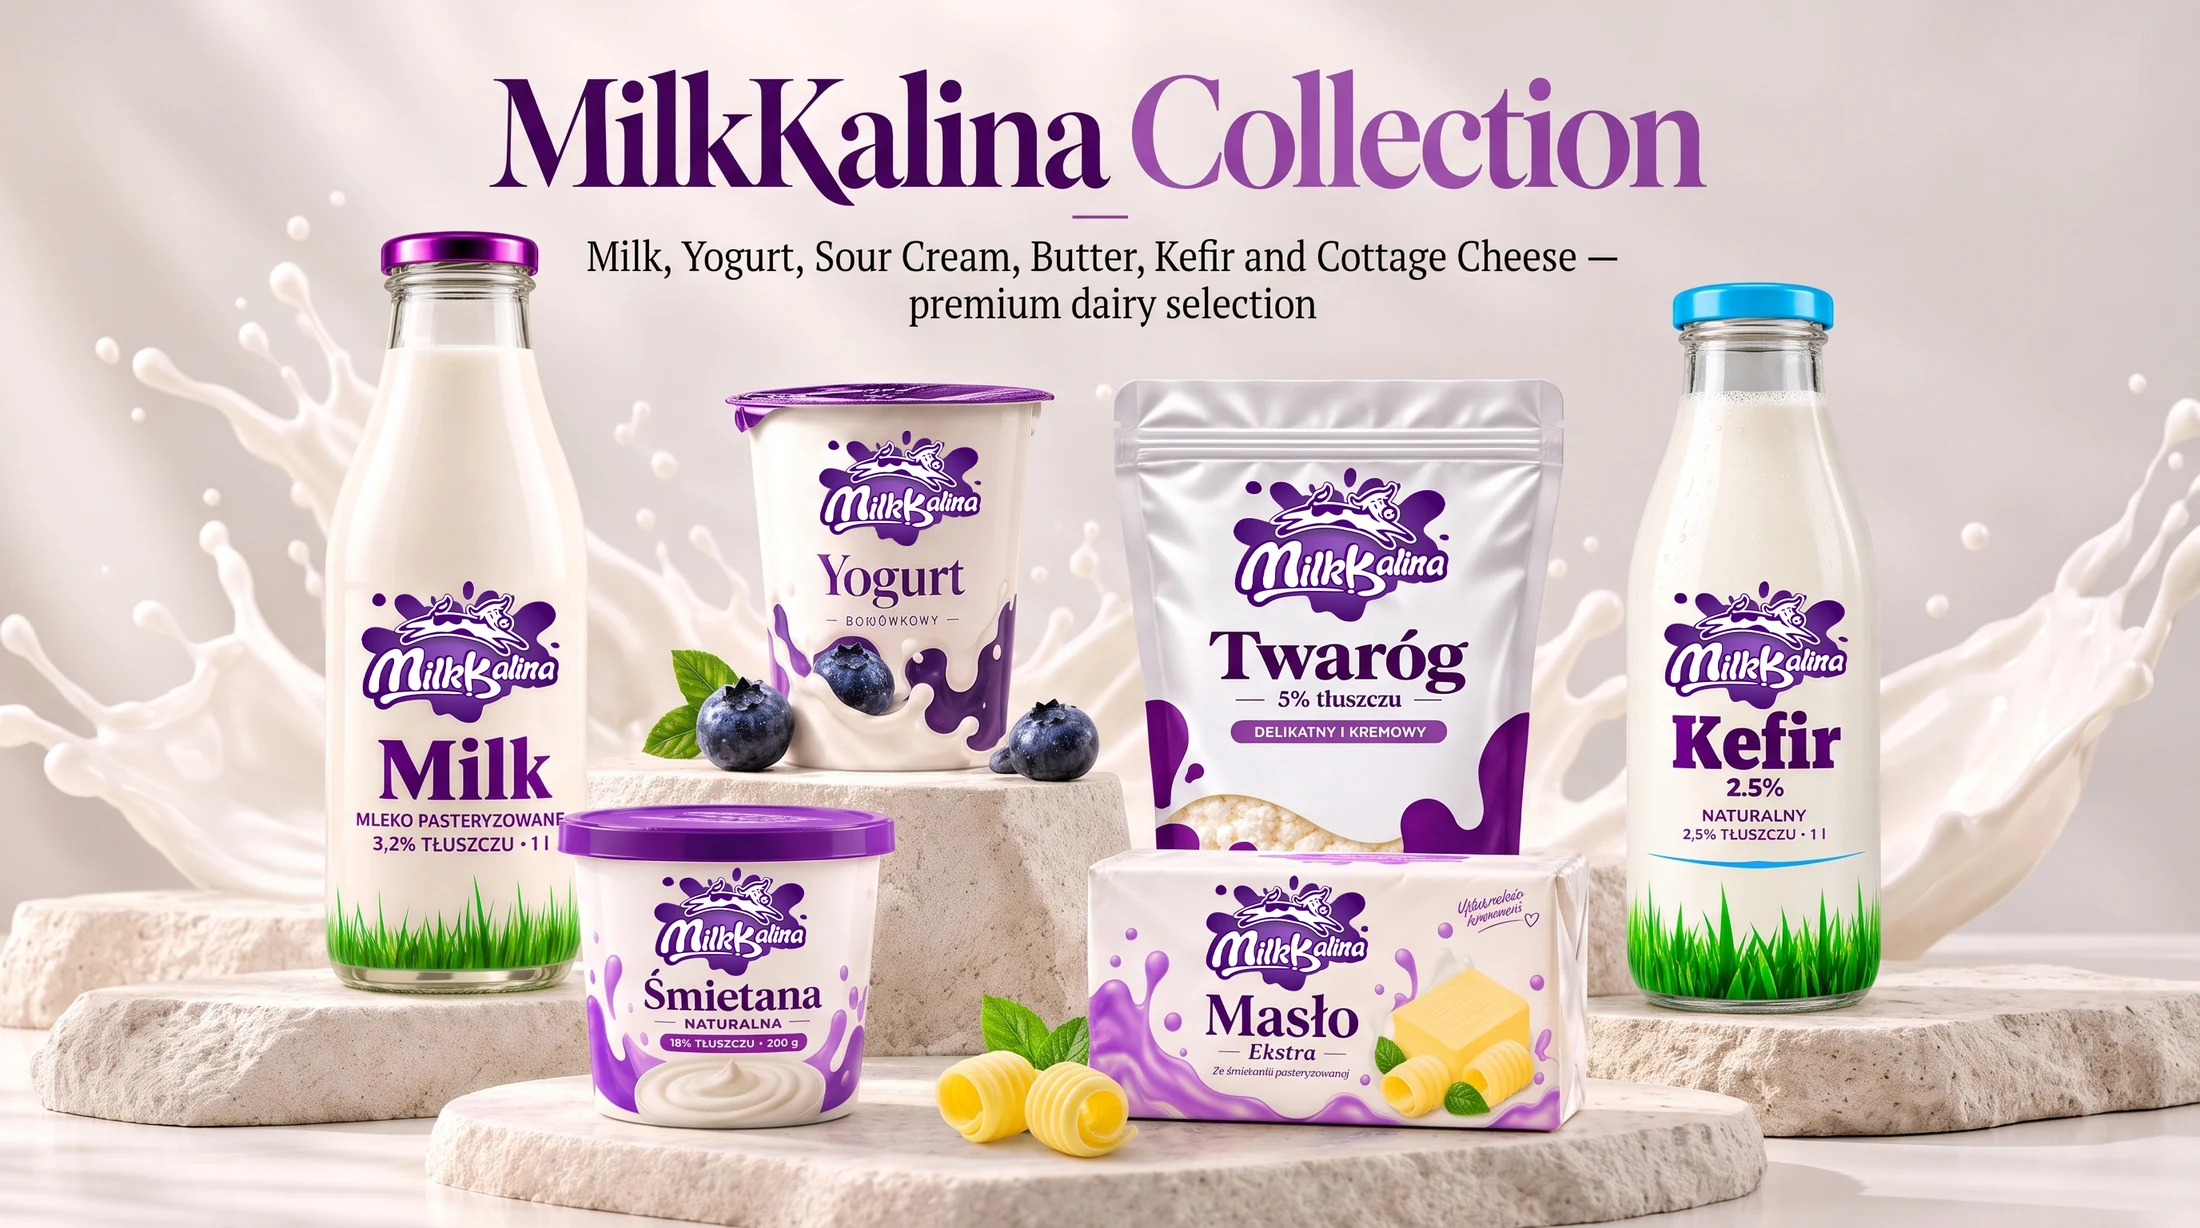 MilkKalina Collection
Milk, Yogurt, Sour Cream, Butter, Kefir and Cottage Cheese —
premium dairy selection
MilkKalina
Milk
MLEKO PASTERYZOWANE
3,2% TŁUSZCZU • 1 l
MilkKalina
Yogurt
MilkKalina
Twaróg
5% tłuszczu
DELIKATNY I KREMOWY
MilkKalina
Kefir
2.5%
NATURALNY
2,5% TŁUSZCZU • 1 l
MilkKalina
Śmietana
NATURALNA
18% TŁUSZCZU • 200 g
MilkKalina
Masło
Ekstra
Ze pasteryzowanej